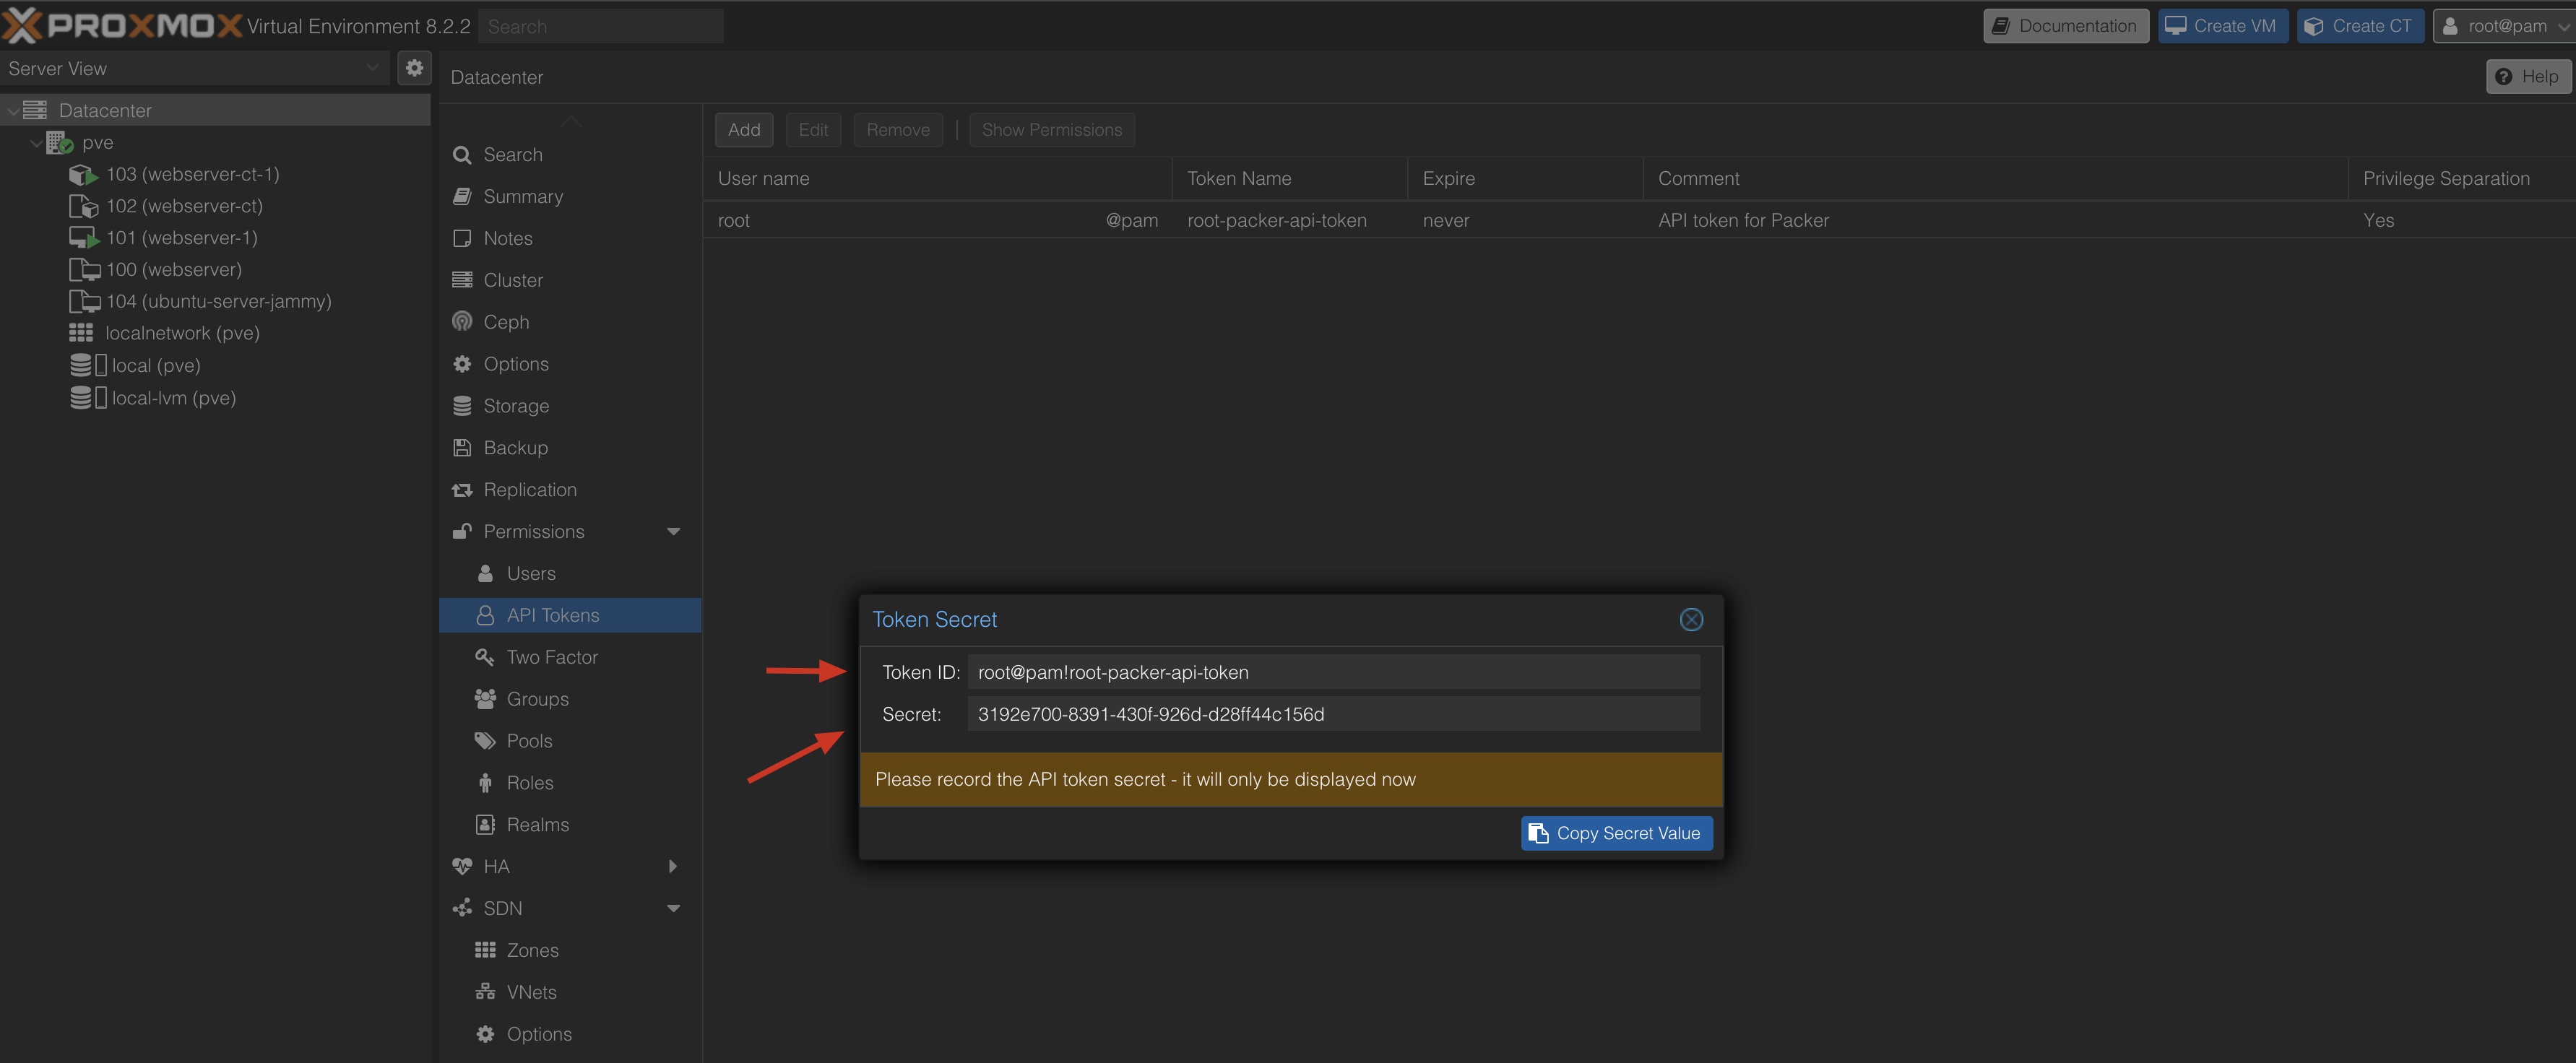 PROXMOX Virtual Environment 8.2.2 Search
Documentation Create VM Create CT root@pam
Server View
Datacenter
pve
103 (webserver-ct-1)
102 (webserver-ct)
101 (webserver-1)
100 (webserver)
104 (ubuntu-server-jammy)
localnetwork (pve)
local (pve)
local-lvm (pve)
Datacenter
Help
Search
Summary
Notes
Cluster
Ceph
Options
Storage
Backup
Replication
Permissions
Users
API Tokens
Two Factor
Groups
Pools
Roles
Realms
HA
SDN
Zones
VNets
Options
Add Edit Remove | Show Permissions
User name Token Name Expire Comment Privilege Separation
root @pam root-packer-api-token never API token for Packer Yes
Token Secret
Token ID: root@pam!root-packer-api-token
Secret: 3192e700-8391-430f-926d-d28ff44c156d
Please record the API token secret - it will only be displayed now
Copy Secret Value